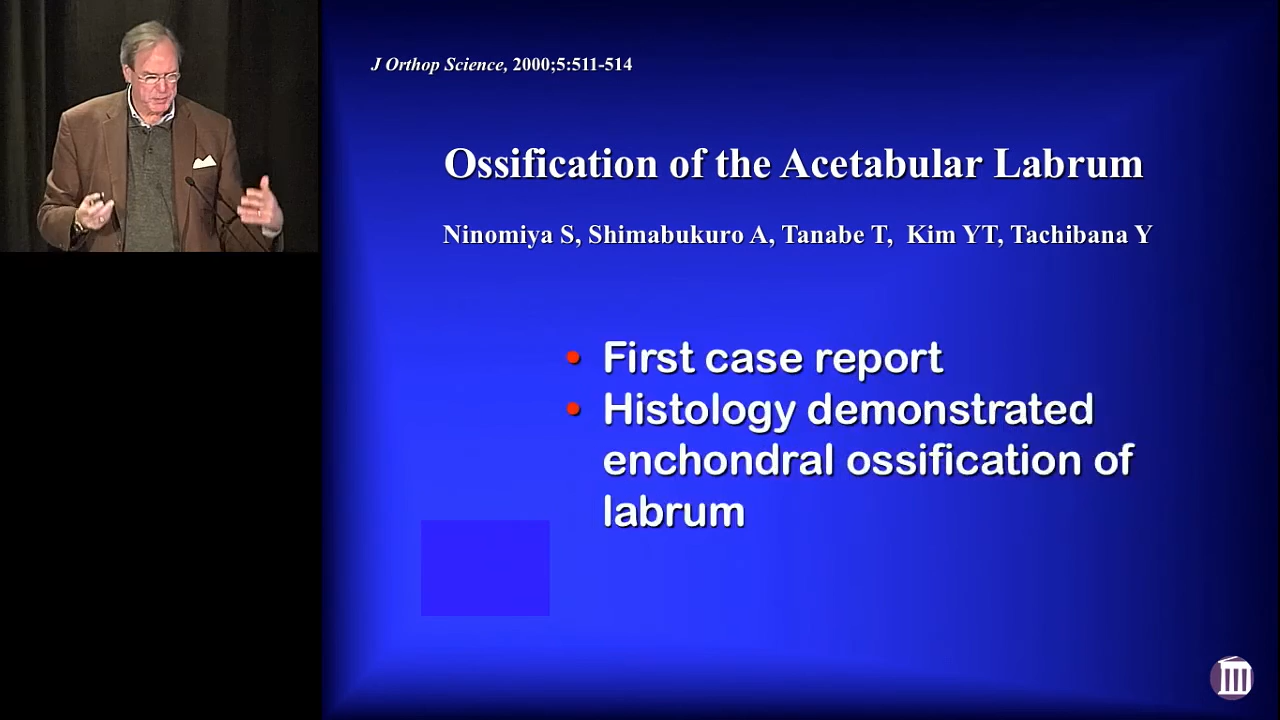 J Orthop Science, 2000;5:511-514
Ossification of the Acetabular Labrum
Ninomiya S, Shimabukuro A, Tanabe T, Kim YT, Tachibana Y
• First case report
• Histology demonstrated
enchondral ossification of
labrum